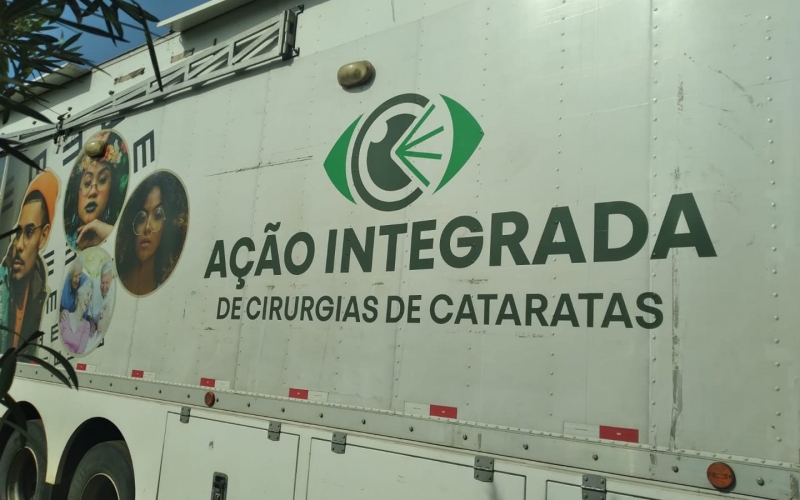 AÇÃO INTEGRADA
DE CIRURGIAS DE CATARATAS